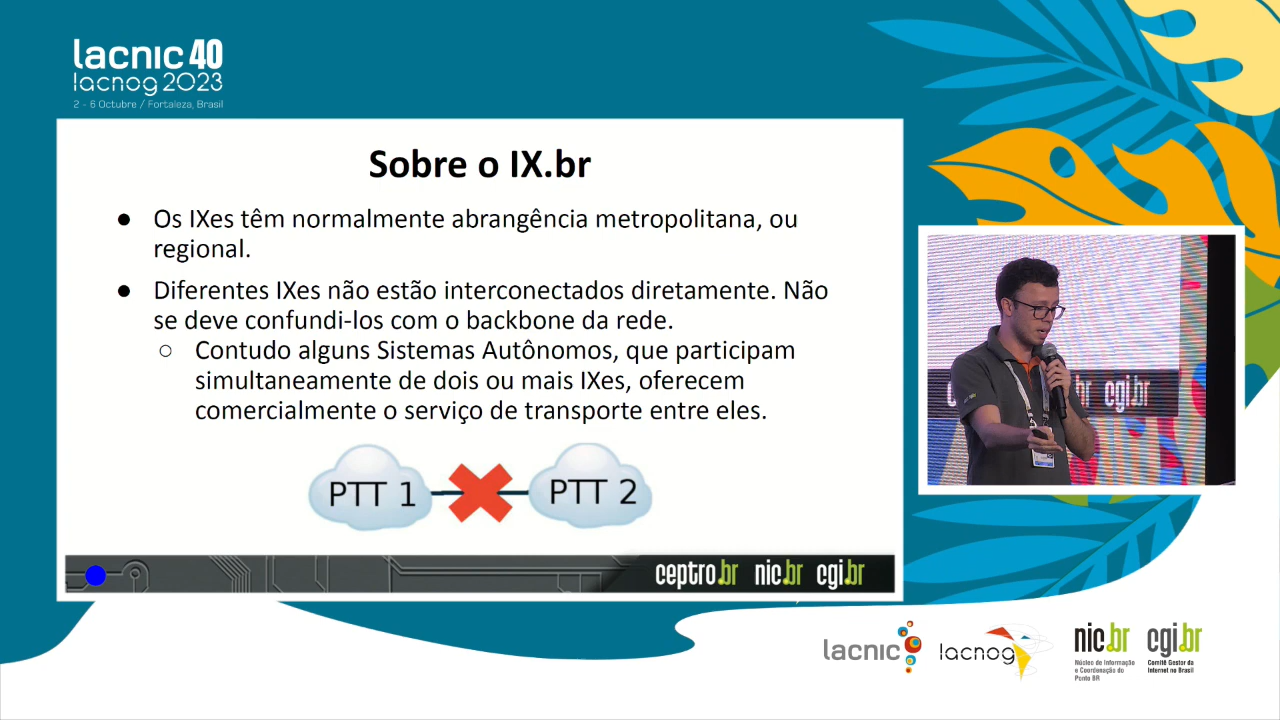 lacnic 40
lacnog 2023
2 - 6 Octubre / Fortaleza, Brasil
Sobre o IX.br
● Os IXes têm normalmente abrangência metropolitana, ou
regional.
● Diferentes IXes não estão interconectados diretamente. Não
se deve confundi-los com o backbone da rede.
○ Contudo alguns Sistemas Autônomos, que participam
simultaneamente de dois ou mais IXes, oferecem
comercialmente o serviço de transporte entre eles.
PTT 1
PTT 2
ceptro.br nic.br cgi.br
br cgi.br
lacnic
lacnog
nic.br
Núcleo de Informação
e Coordenação do
Ponto BR
cgi.br
Comitê Gestor da
Internet no Brasil